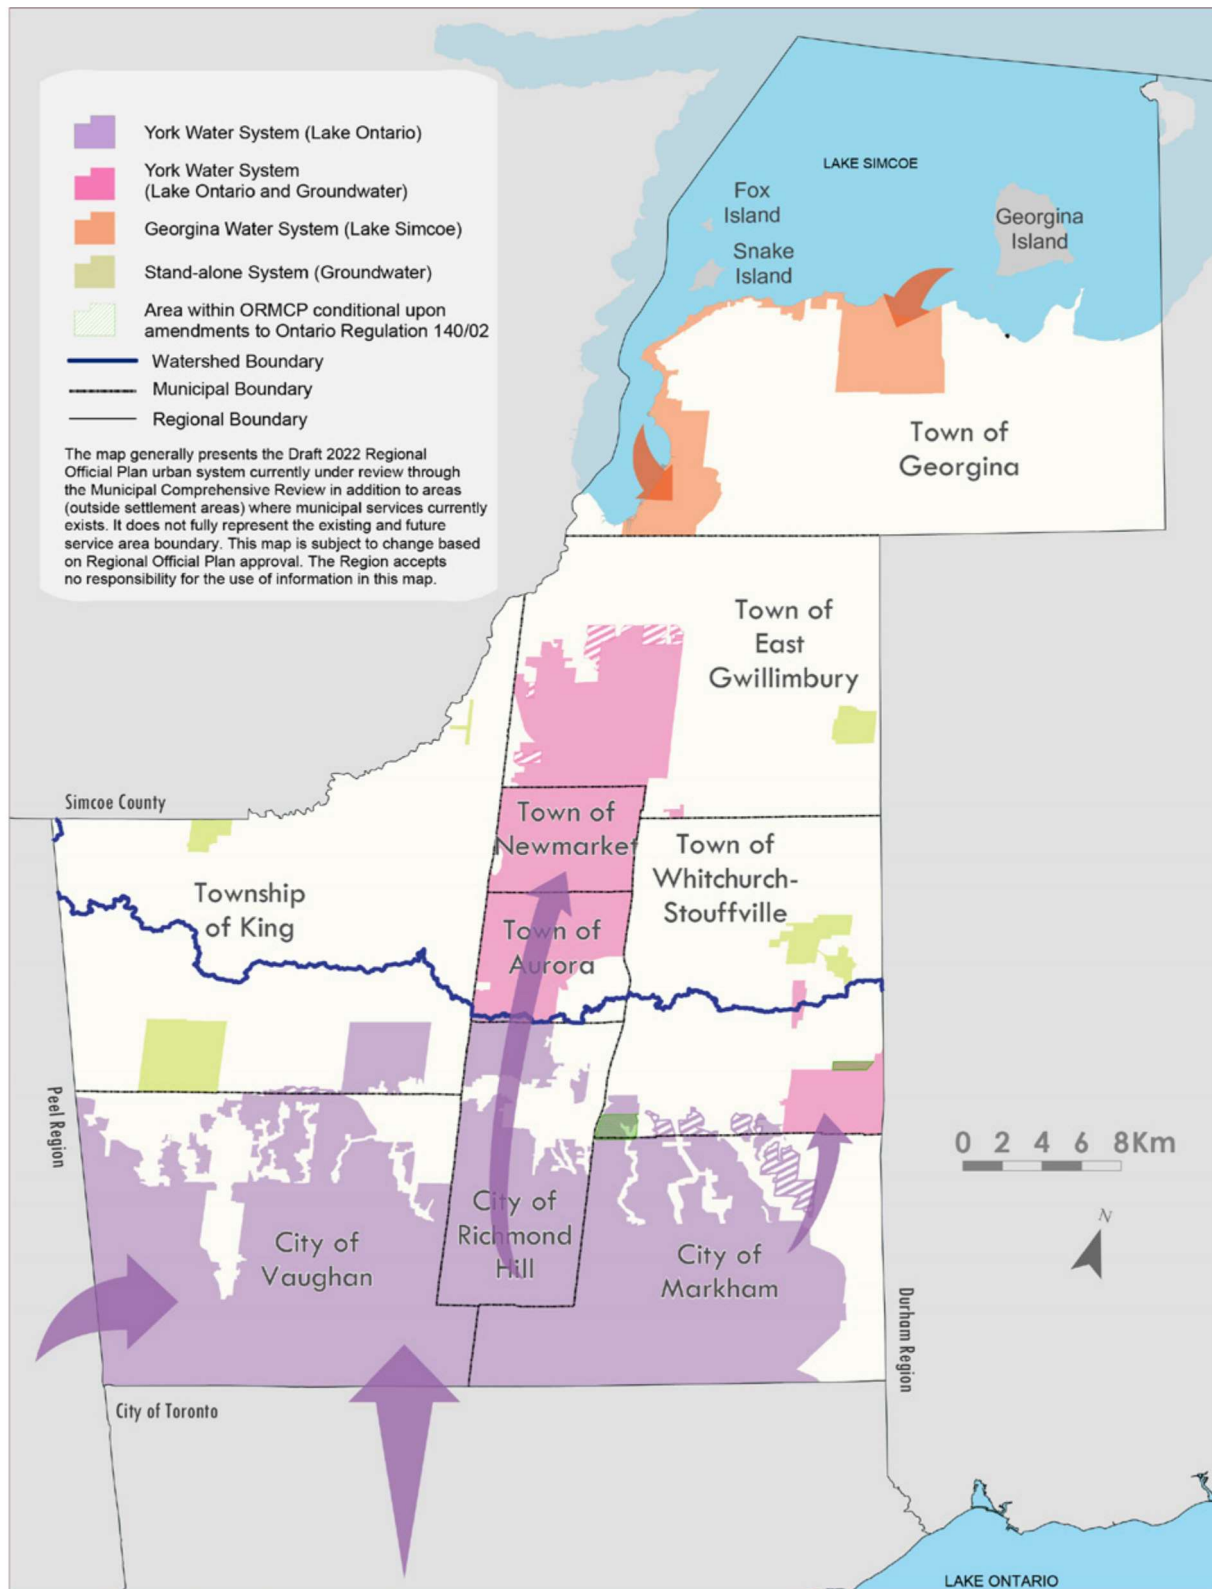 York Water System (Lake Ontario)
York Water System
(Lake Ontario and Groundwater)
Georgina Water System (Lake Simcoe)
Stand-alone System (Groundwater)
Area within ORMCP conditional upon
amendments to Ontario Regulation 140/02
Watershed Boundary
Municipal Boundary
Regional Boundary
The map generally presents the Draft 2022 Regional
Official Plan urban system currently under review through
the Municipal Comprehensive Review in addition to areas
(outside settlement areas) where municipal services currently
exists. It does not fully represent the existing and future
service area boundary. This map is subject to change based
on Regional Official Plan approval. The Region accepts
no responsibility for the use of information in this map.
LAKE SIMCOE
Fox
Island
Snake
Island
Georgina
Island
Town of
Georgina
Town of
East
Gwillimbury
Simcoe County
Town of
Newmarket
Town of
Whitchurch-
Stouffville
Township
of King
Town of
Aurora
Peel Region
0 2 4 6 8Km
N
City of
Vaughan
City of
Richmond
Hill
City of
Markham
Durham Region
City of Toronto
LAKE ONTARIO